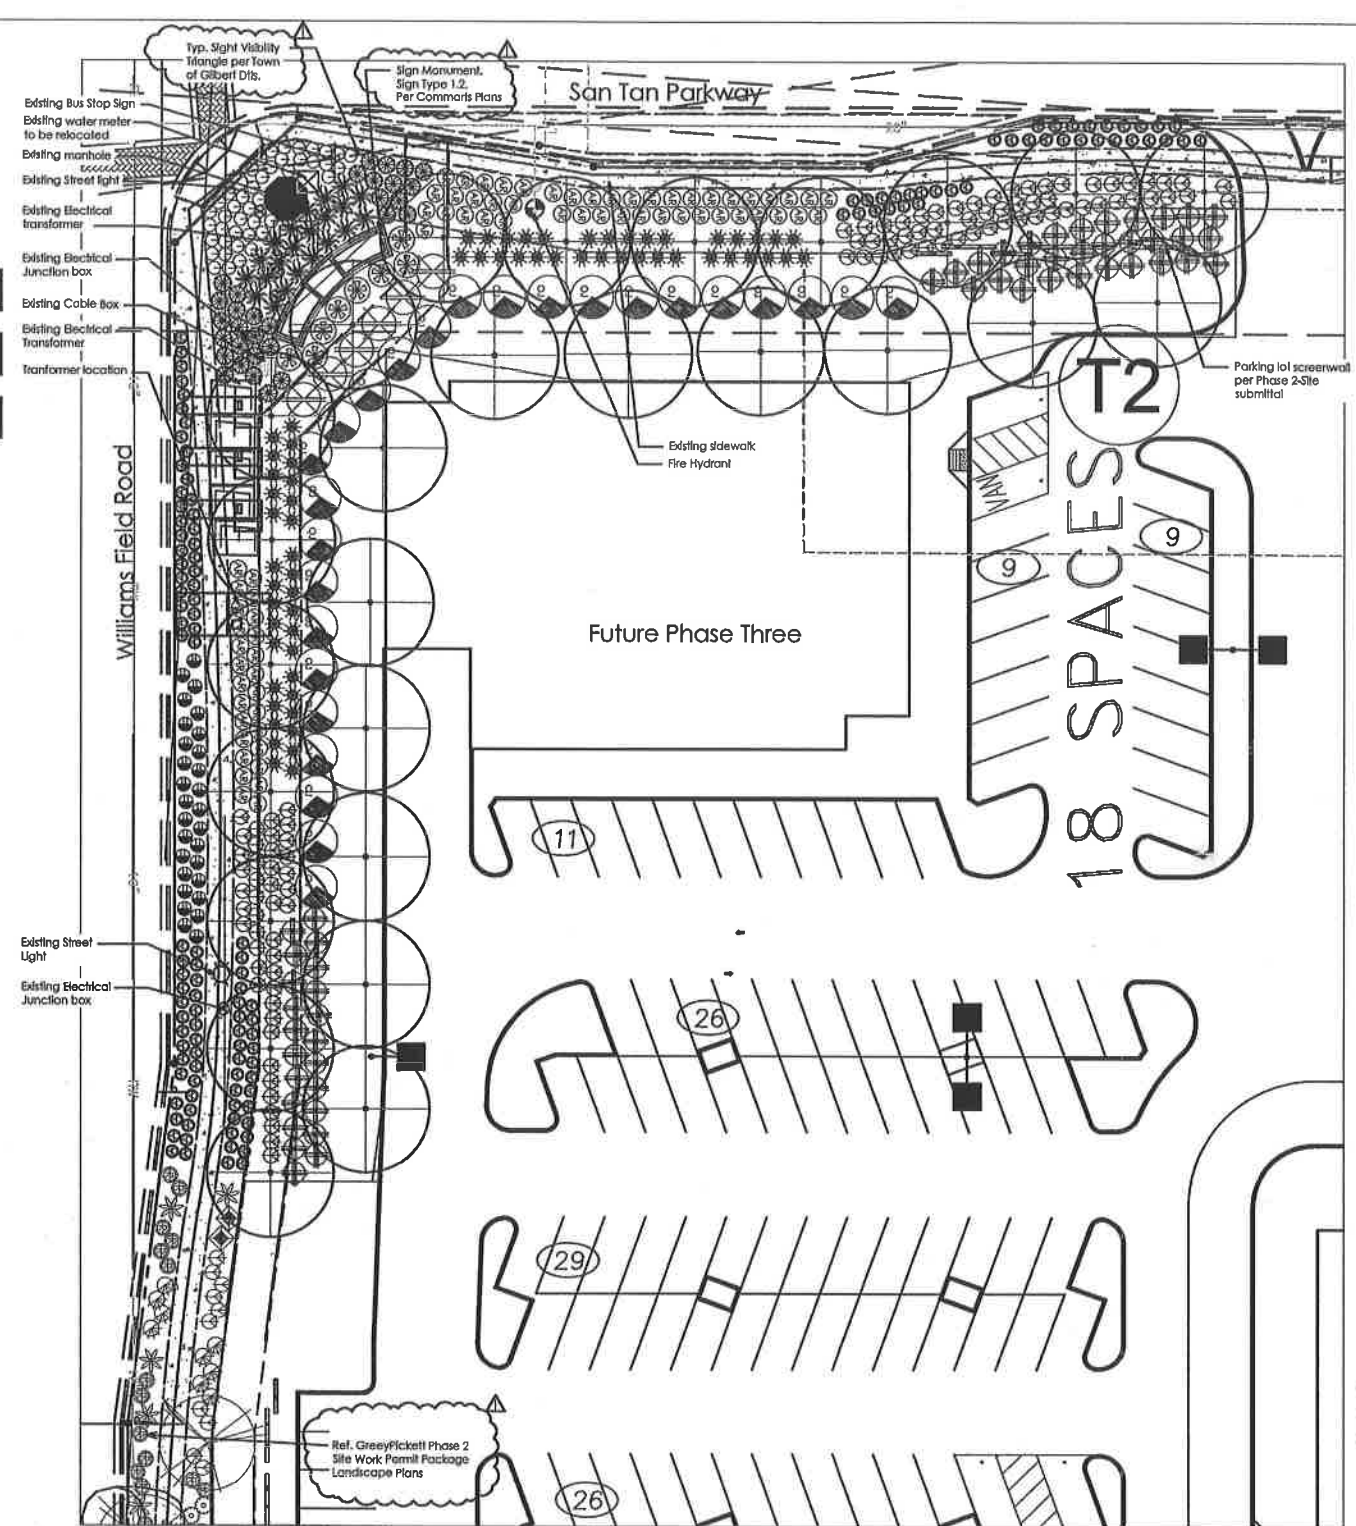 Typ. Sight Visibility
Triangle per Town
of Gilbert Dtls.
Sign Monument.
Sign Type 1.2.
Per Commaris Plans
San Tan Parkway
Existing Bus Stop Sign
Existing water meter
to be relocated
Existing manhole
Existing Street light
Existing Electrical
transformer
Existing Electrical
Junction box
Existing Cable Box
Existing Electrical
Transformer
Tranformer location
Parking lot screenwall
per Phase 2-Site
submittal
T2
Existing sidewalk
Fire Hydrant
VAN
Williams Field Road
9
9
18 SPACES
Future Phase Three
11
Existing Street
Light
Existing Electrical
Junction box
26
29
Ref. GreeyPickett Phase 2
Site Work Permit Package
Landscape Plans
26